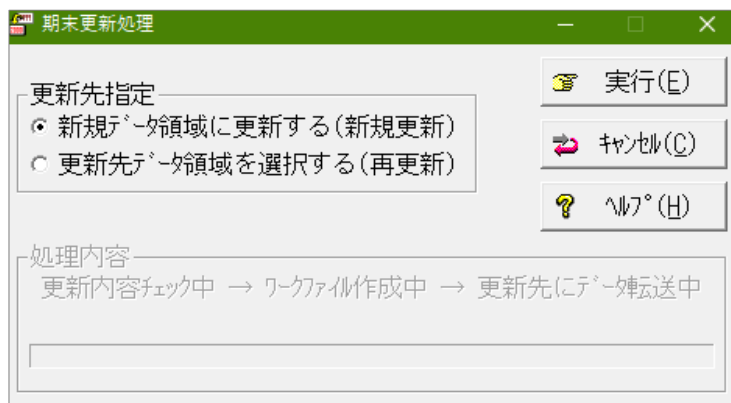 期末更新処理
更新先指定
新規ﾃﾞｰﾀ領域に更新する(新規更新)
更新先ﾃﾞｰﾀ領域を選択する(再更新)
実行(E)
ｷｬﾝｾﾙ(C)
ﾍﾙﾌﾟ(H)
処理内容
更新内容ﾁｪｯｸ中 → ﾜｰｸﾌｧｲﾙ作成中 → 更新先にﾃﾞｰﾀ転送中